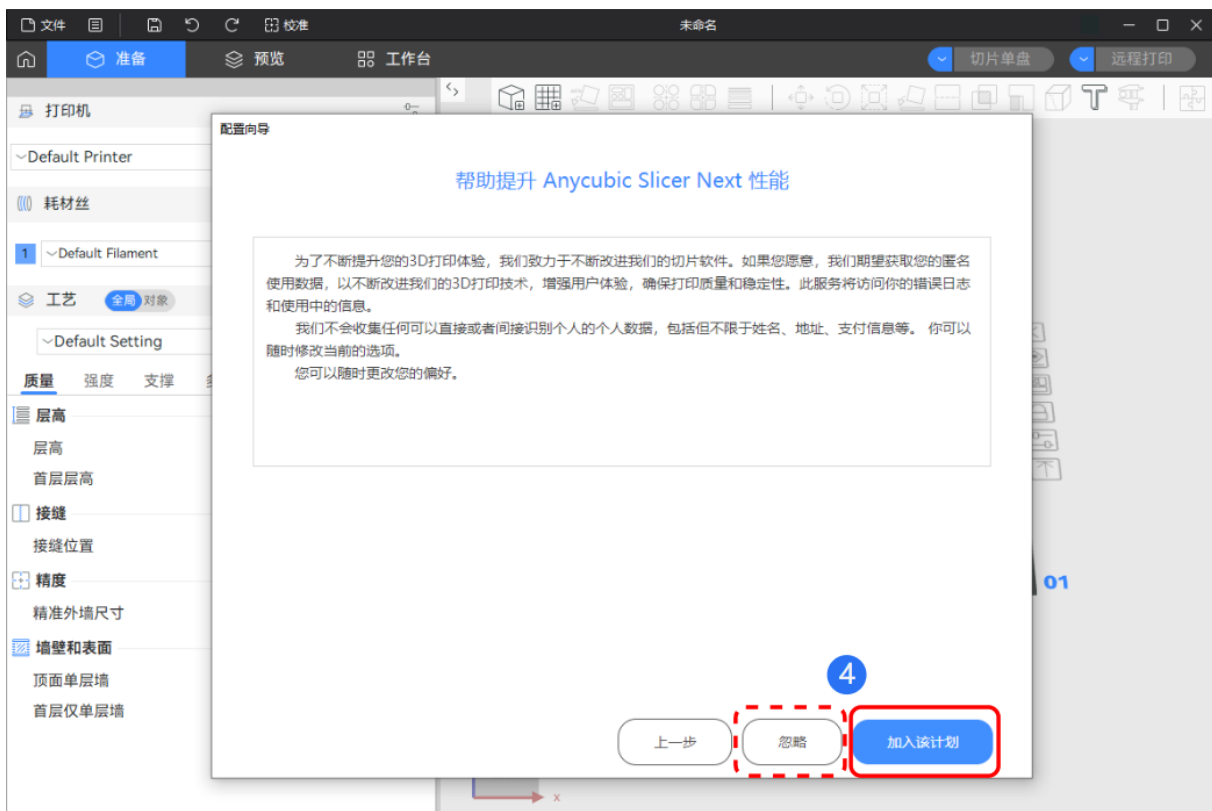 文件
校准
未命名
准备
预览
工作台
切片单盘
远程打印
打印机
Default Printer
耗材丝
1
Default Filament
工艺
全局
对象
Default Setting
质量
强度
支撑
层高
层高
首层层高
接缝
接缝位置
精度
精准外墙尺寸
墙壁和表面
顶面单层墙
首层仅单层墙
配置向导
帮助提升 Anycubic Slicer Next 性能
为了不断提升您的3D打印体验，我们致力于不断改进我们的切片软件。如果您愿意，我们期望获取您的匿名
使用数据，以不断改进我们的3D打印技术，增强用户体验，确保打印质量和稳定性。此服务将访问你的错误日志
和使用中的信息。
我们不会收集任何可以直接或者间接识别个人的个人数据，包括但不限于姓名、地址、支付信息等。 你可以
随时修改当前的选项。
您可以随时更改您的偏好。
4
上一步
忽略
加入该计划
01
x